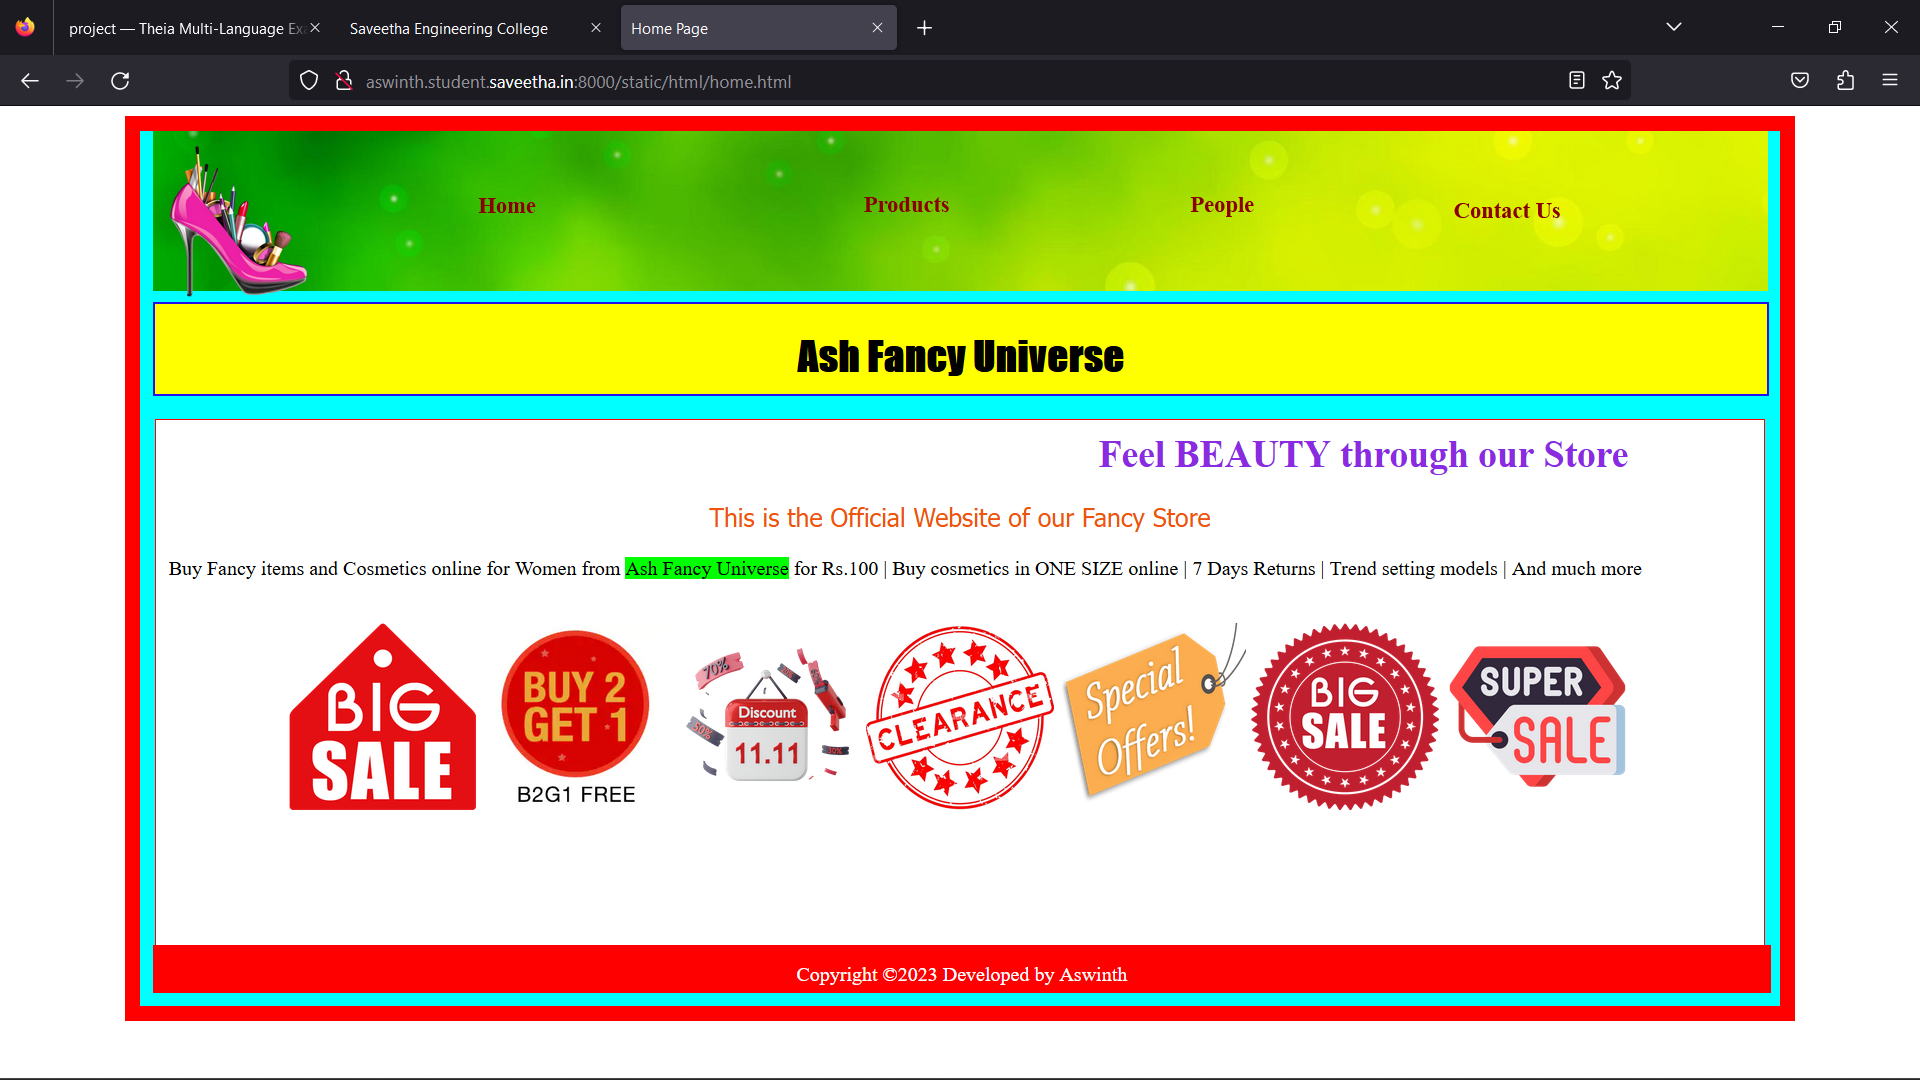 project — Theia Multi-Language Ex
Saveetha Engineering College
Home Page
aswinth.student.saveetha.in:8000/static/html/home.html
Home
Products
People
Contact Us
Ash Fancy Universe
Feel BEAUTY through our Store
This is the Official Website of our Fancy Store
Buy Fancy items and Cosmetics online for Women from Ash Fancy Universe for Rs.100 | Buy cosmetics in ONE SIZE online | 7 Days Returns | Trend setting models | And much more
BIG
SALE
BUY 2
GET 1
B2G1 FREE
70%
50%
Discount
11.11
CLEARANCE
Special
Offers!
BIG
SALE
SUPER
SALE
Copyright ©2023 Developed by Aswinth